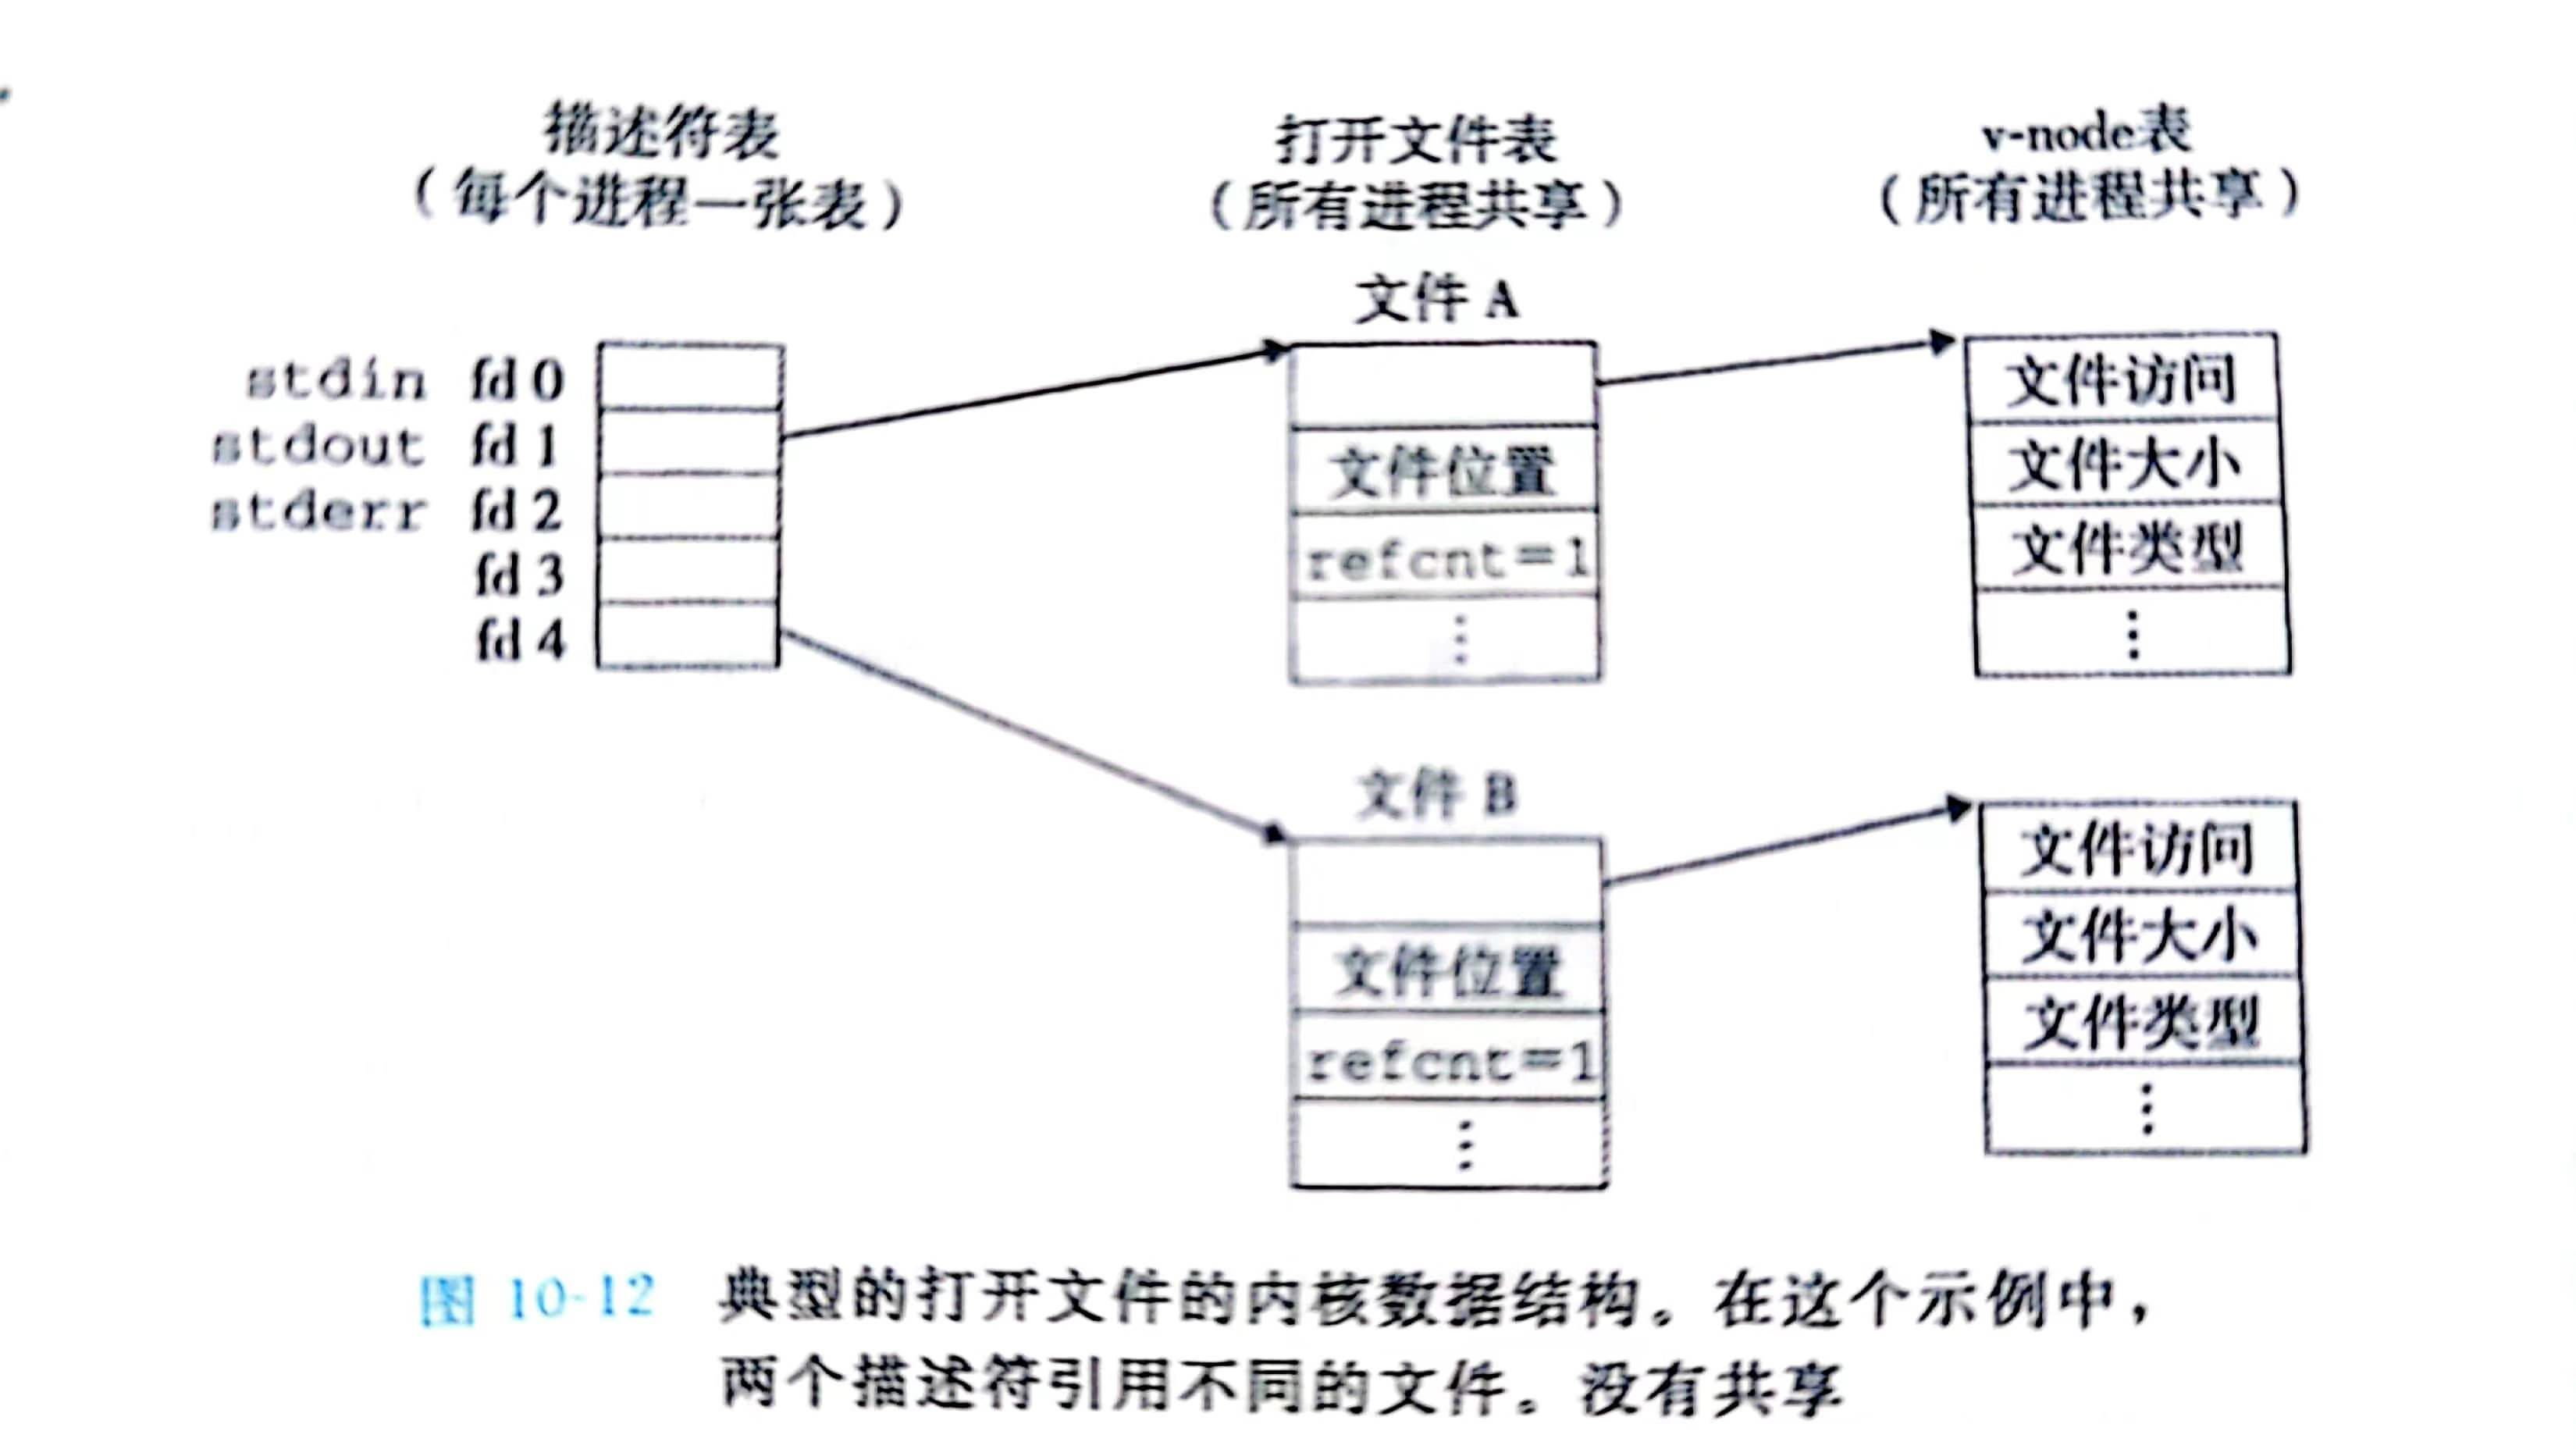 描述符表
（每个进程一张表）
打开文件表
（所有进程共享）
v-node表
（所有进程共享）
stdin fd 0
stdout fd 1
stderr fd 2
fd 3
fd 4
文件 A
文件位置
refcnt=1
⋮
文件访问
文件大小
文件类型
⋮
文件 B
文件位置
refcnt=1
⋮
文件访问
文件大小
文件类型
⋮
图 10-12 典型的打开文件的内核数据结构。在这个示例中，
两个描述符引用不同的文件。没有共享